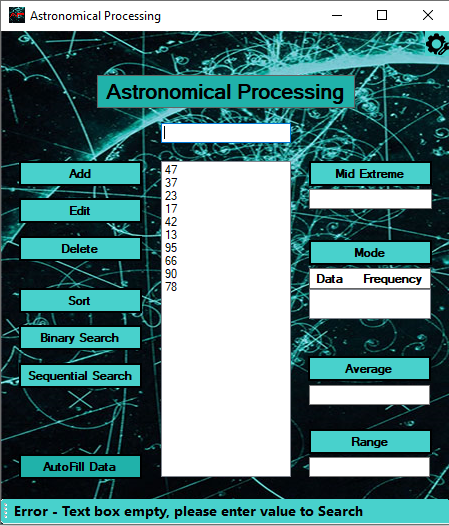 Astronomical Processing
Astronomical Processing
Add
Edit
Delete
Sort
Binary Search
Sequential Search
AutoFill Data
47
37
23
17
42
13
95
66
90
78
Mid Extreme
Mode
Data Frequency
Average
Range
Error - Text box empty, please enter value to Search